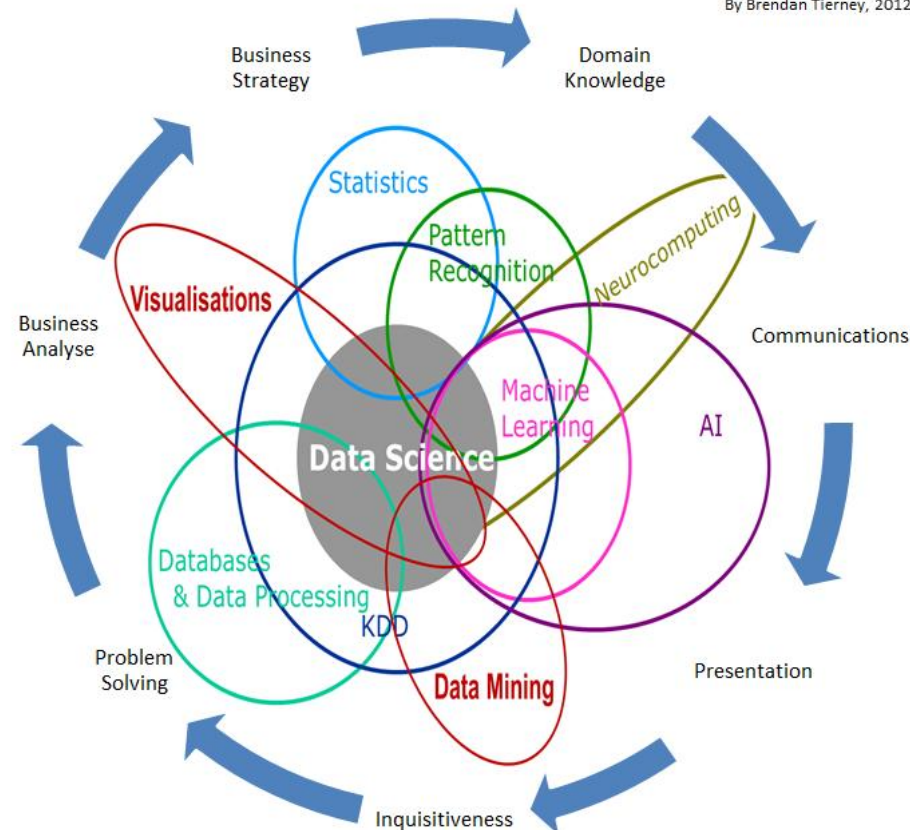 By Brendan Tierney, 2012
Business
Strategy
Domain
Knowledge
Statistics
Pattern
Recognition
Neurocomputing
Visualisations
Business
Analyse
Communications
Machine
Learning
AI
Data Science
Databases
& Data Processing
KDD
Problem
Solving
Data Mining
Presentation
Inquisitiveness